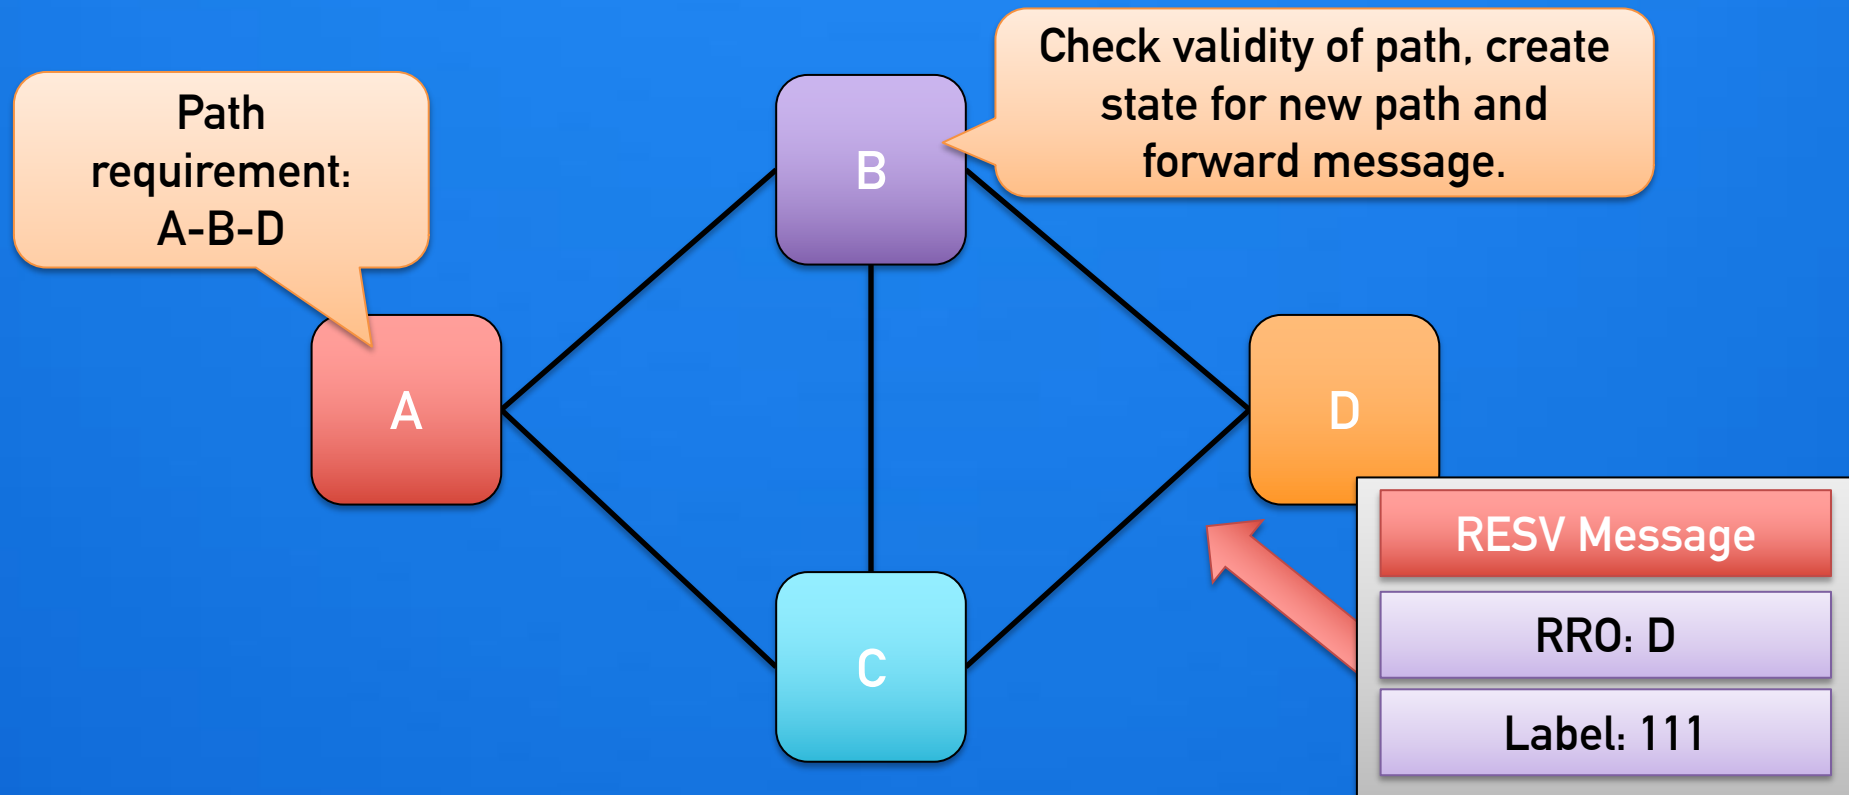 Path
requirement:
A-B-D
Check validity of path, create
state for new path and
forward message.
B
A
D
C
RESV Message
RRO: D
Label: 111